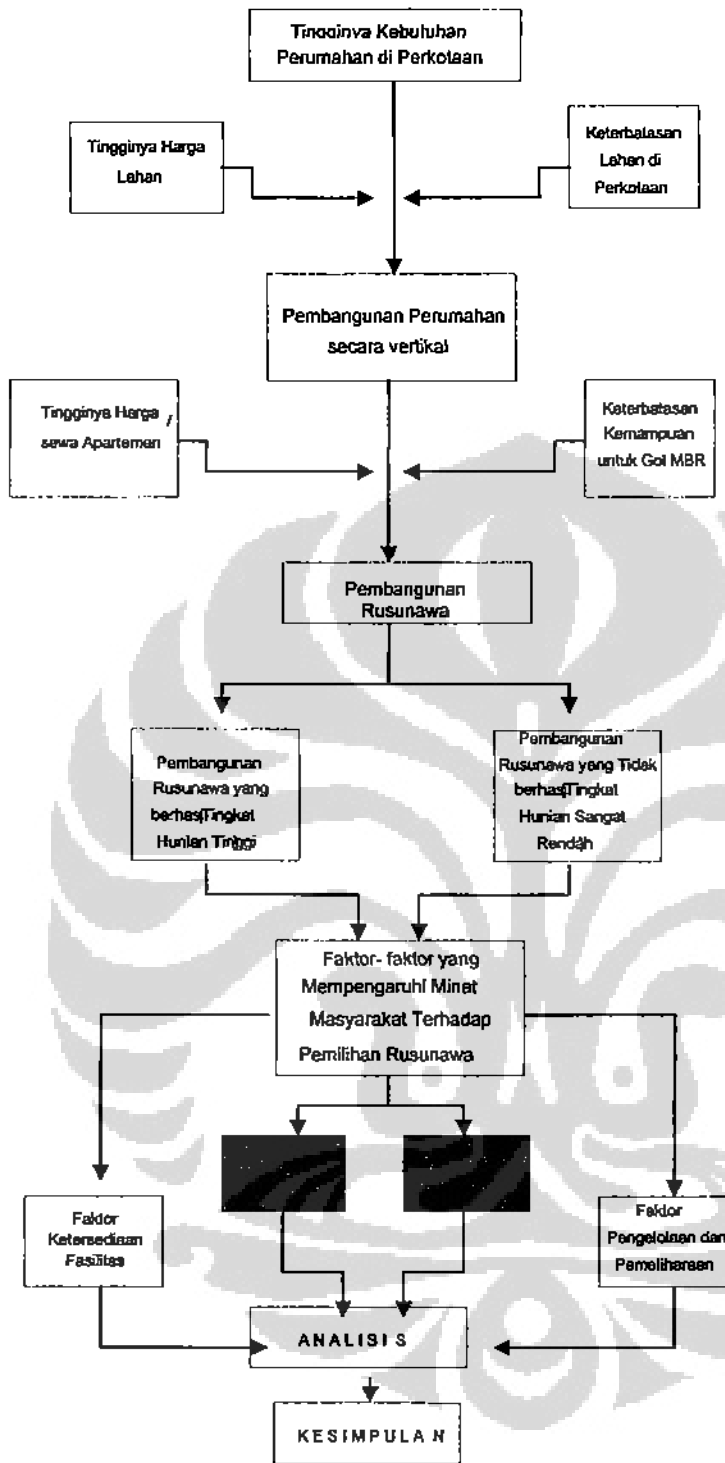 Tingginya Kebutuhan
Perumahan di Perkotaan
Tingginya Harga
Lahan
Keterbatasan
Lahan di
Perkotaan
Pembangunan Perumahan
secara vertikal
Tingginya Harga /
sewa Apartemen
Keterbatasan
Kemampuan
untuk Gol MBR
Pembangunan
Rusunawa
Pembangunan
Rusunawa yang
berhasTingkat
Hunian Tinggi
Pembangunan
Rusunawa yang Tidak
berhasTingkat
Hunian Sangat
Rendah
Faktor- faktor yang
Mempengaruhi Minat
Masyarakat Terhadap
Pemilihan Rusunawa
Faktor
Ketersediaan
Fasilitas
Faktor
Pengelolaan dan
Pemeliharaan
ANALISIS
KESIMPULAN